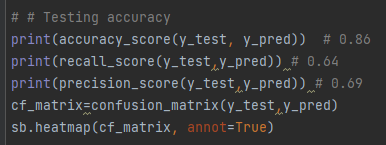 # # Testing accuracy
print(accuracy_score(y_test, y_pred))  # 0.86
print(recall_score(y_test,y_pred)) # 0.64
print(precision_score(y_test,y_pred)) # 0.69
cf_matrix=confusion_matrix(y_test,y_pred)
sb.heatmap(cf_matrix, annot=True)